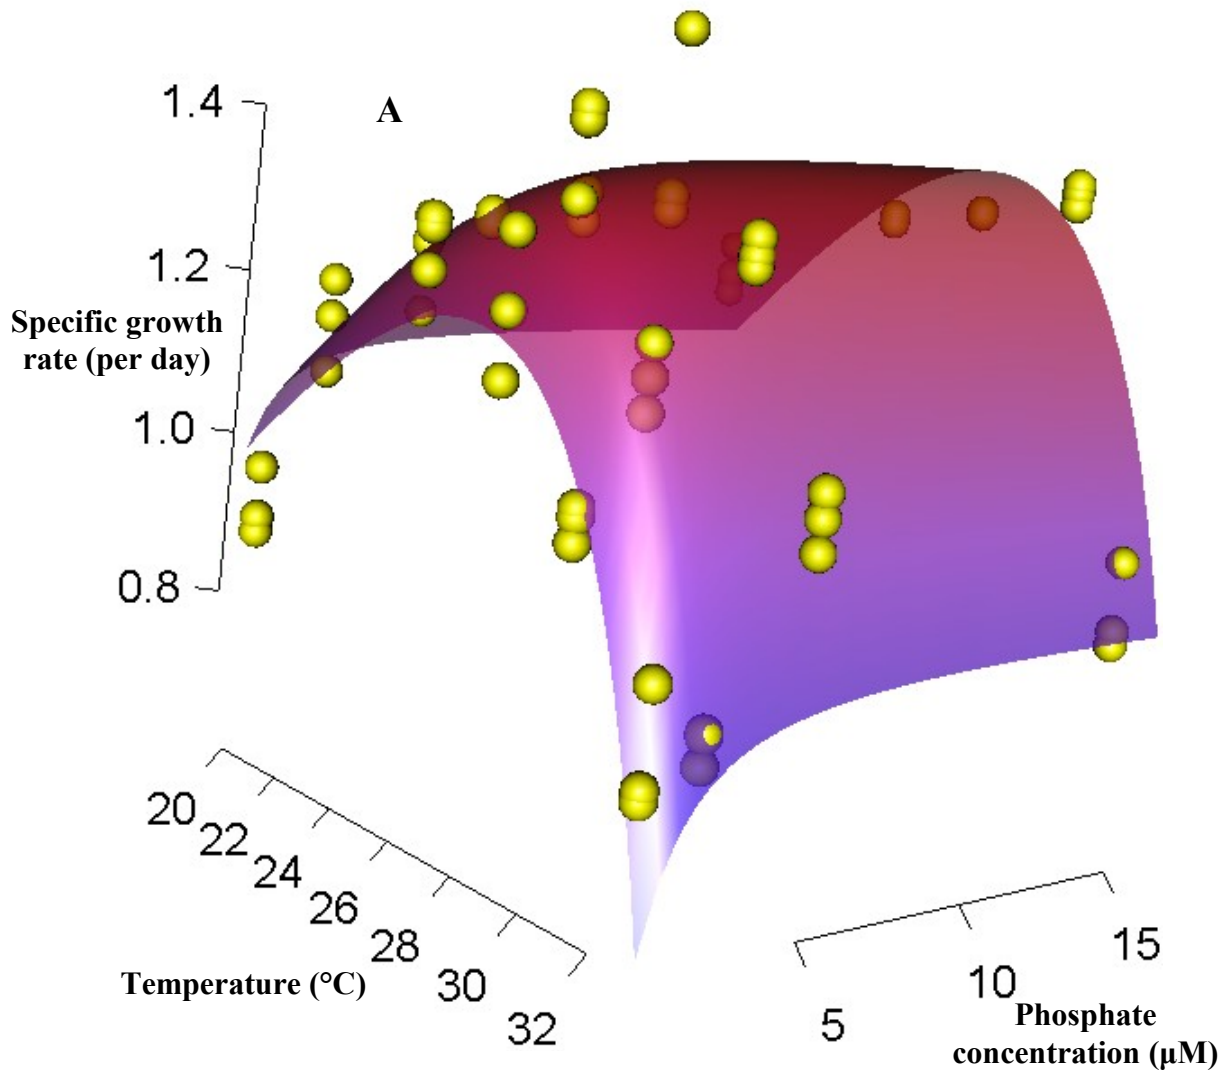 A
1.4
1.2
Specific growth
rate (per day)
1.0
0.8
20
22
24
26
28
30
32
Temperature (°C)
5
10
15
Phosphate
concentration (μM)